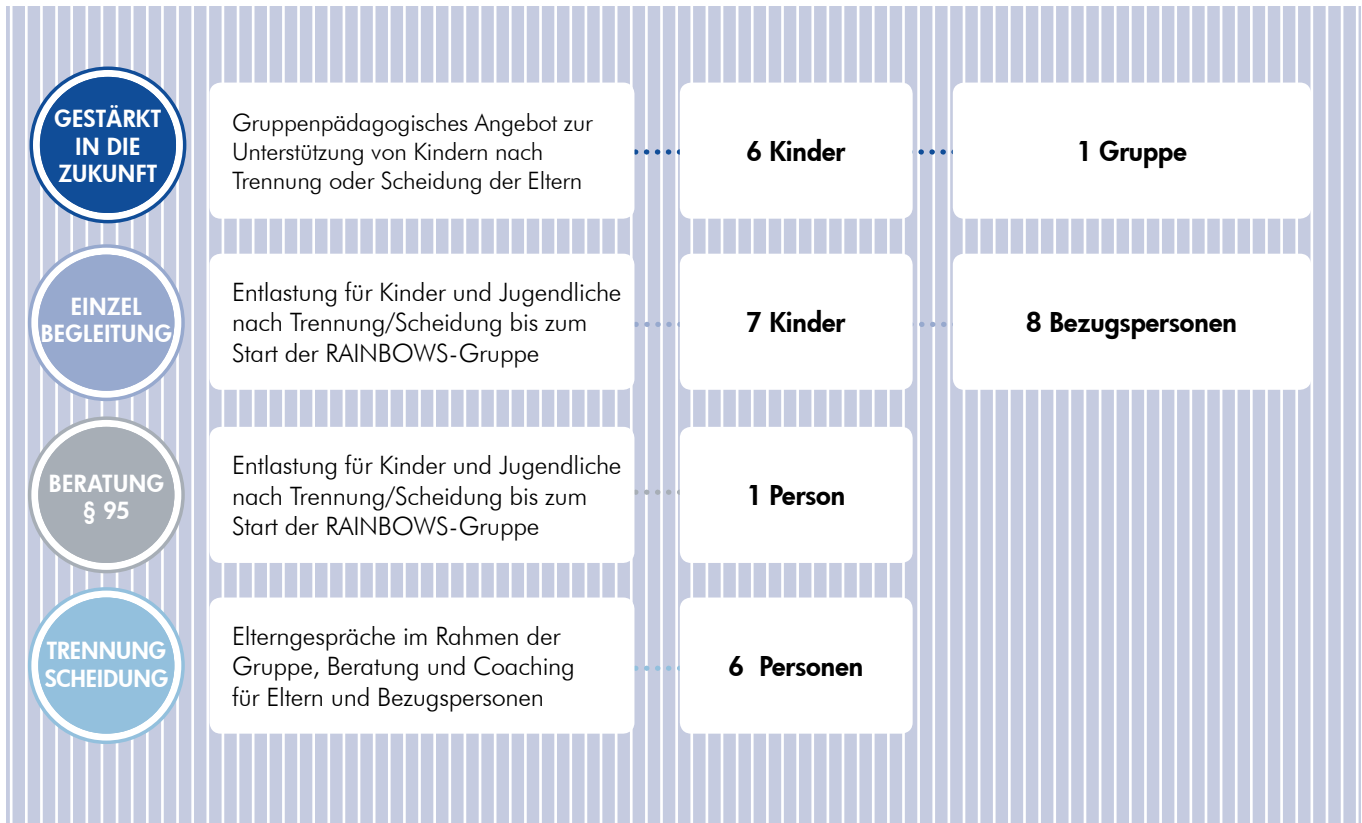 GESTÄRKT
IN DIE
ZUKUNFT
Gruppenpädagogisches Angebot zur
Unterstützung von Kindern nach
Trennung oder Scheidung der Eltern
6 Kinder
1 Gruppe
EINZEL
BEGLEITUNG
Entlastung für Kinder und Jugendliche
nach Trennung/Scheidung bis zum
Start der RAINBOWS-Gruppe
7 Kinder
8 Bezugspersonen
BERATUNG
§ 95
Entlastung für Kinder und Jugendliche
nach Trennung/Scheidung bis zum
Start der RAINBOWS-Gruppe
1 Person
TRENNUNG
SCHEIDUNG
Elterngespräche im Rahmen der
Gruppe, Beratung und Coaching
für Eltern und Bezugspersonen
6 Personen